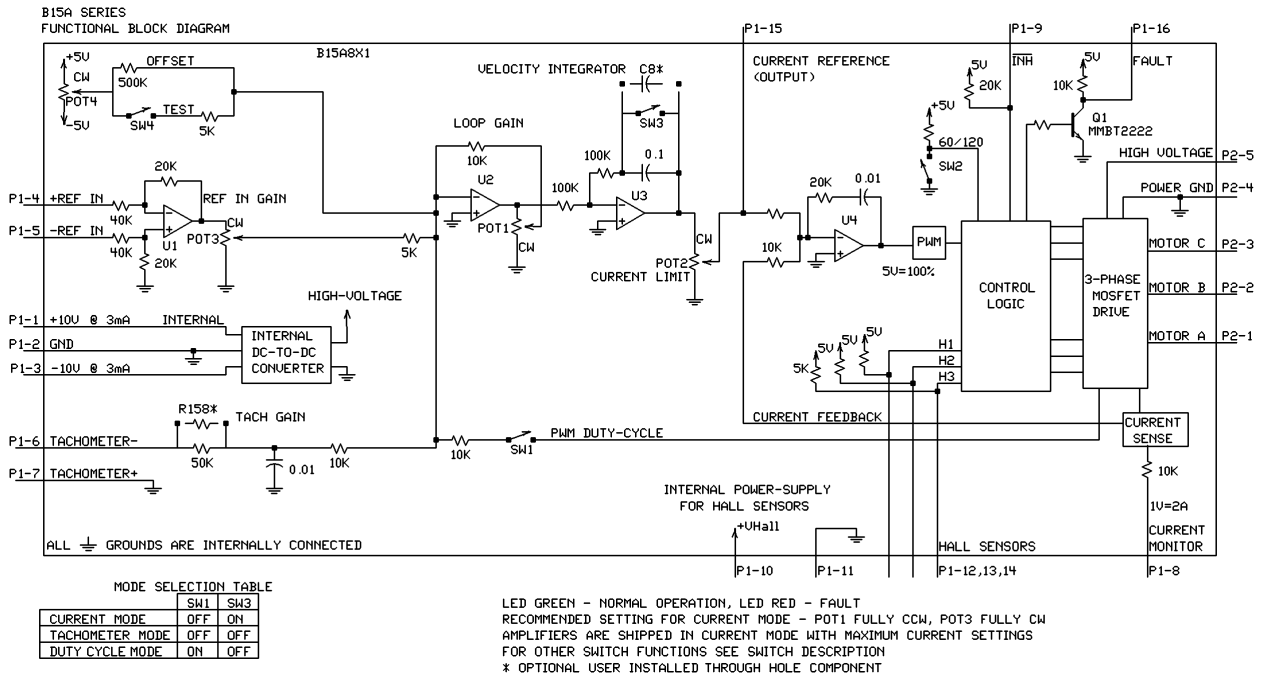 B15A SERIES
FUNCTIONAL BLOCK DIAGRAM
B15A8X1
P1-15
P1-9
P1-16
+5V
CW
POT4
-5V
OFFSET
500K
TEST
SW4
5K
VELOCITY INTEGRATOR
C8*
SW3
CURRENT REFERENCE
(OUTPUT)
INH
5V
20K
5V
10K
FAULT
Q1
MMBT2222
+5V
60/120
SW2
LOOP GAIN
10K
U2
POT1
CW
100K
100K
0.1
U3
CW
POT2
CURRENT LIMIT
20K
0.01
10K
U4
PWM
5V=100%
HIGH VOLTAGE
P2-5
POWER GND
P2-4
MOTOR C
P2-3
MOTOR B
P2-2
MOTOR A
P2-1
P1-4
+REF IN
P1-5
-REF IN
40K
40K
20K
20K
U1
REF IN GAIN
CW
POT3
5K
CONTROL
LOGIC
3-PHASE
MOSFET
DRIVE
HIGH-VOLTAGE
P1-1
+10V @ 3mA
INTERNAL
P1-2
GND
P1-3
-10V @ 3mA
INTERNAL
DC-TO-DC
CONVERTER
5V
5V
5V
5K
H1
H2
H3
R158*
TACH GAIN
P1-6
TACHOMETER-
50K
0.01
10K
P1-7
TACHOMETER+
10K
SW1
PWM DUTY-CYCLE
CURRENT FEEDBACK
CURRENT
SENSE
10K
1V=2A
CURRENT
MONITOR
INTERNAL POWER-SUPPLY
FOR HALL SENSORS
+VHall
ALL GROUNDS ARE INTERNALLY CONNECTED
HALL SENSORS
P1-10
P1-11
P1-12,13,14
P1-8
MODE SELECTION TABLE
SW1 SW3
CURRENT MODE OFF ON
TACHOMETER MODE OFF OFF
DUTY CYCLE MODE ON OFF
LED GREEN - NORMAL OPERATION, LED RED - FAULT
RECOMMENDED SETTING FOR CURRENT MODE - POT1 FULLY CCW, POT3 FULLY CW
AMPLIFIERS ARE SHIPPED IN CURRENT MODE WITH MAXIMUM CURRENT SETTINGS
FOR OTHER SWITCH FUNCTIONS SEE SWITCH DESCRIPTION
* OPTIONAL USER INSTALLED THROUGH HOLE COMPONENT